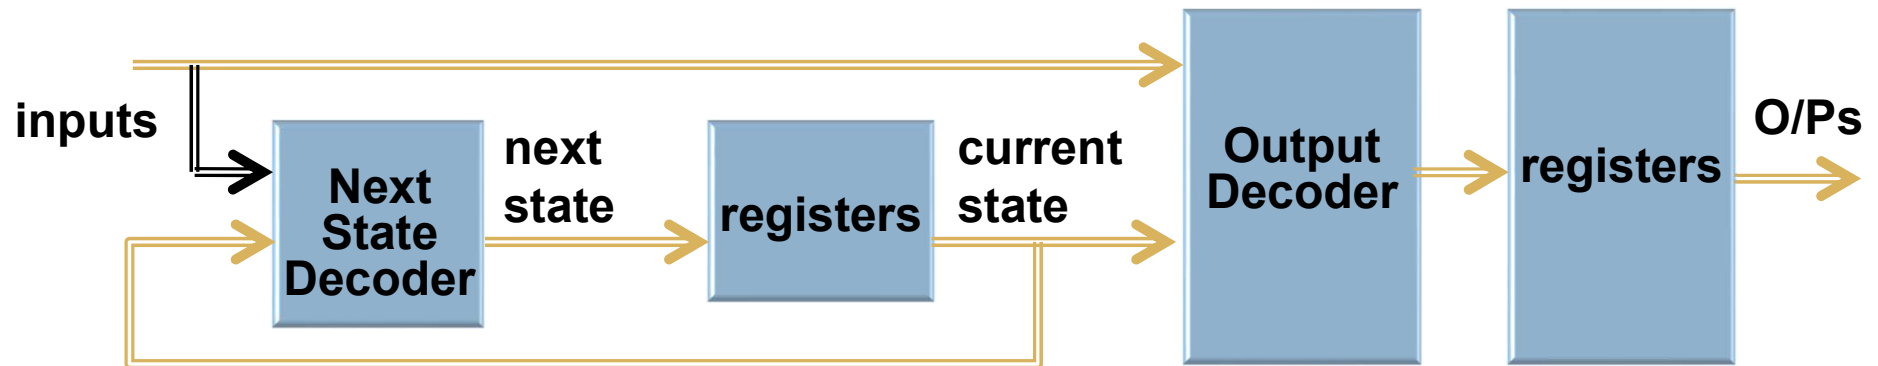 inputs
Next
State
Decoder
next
state
registers
current
state
Output
Decoder
registers
O/Ps